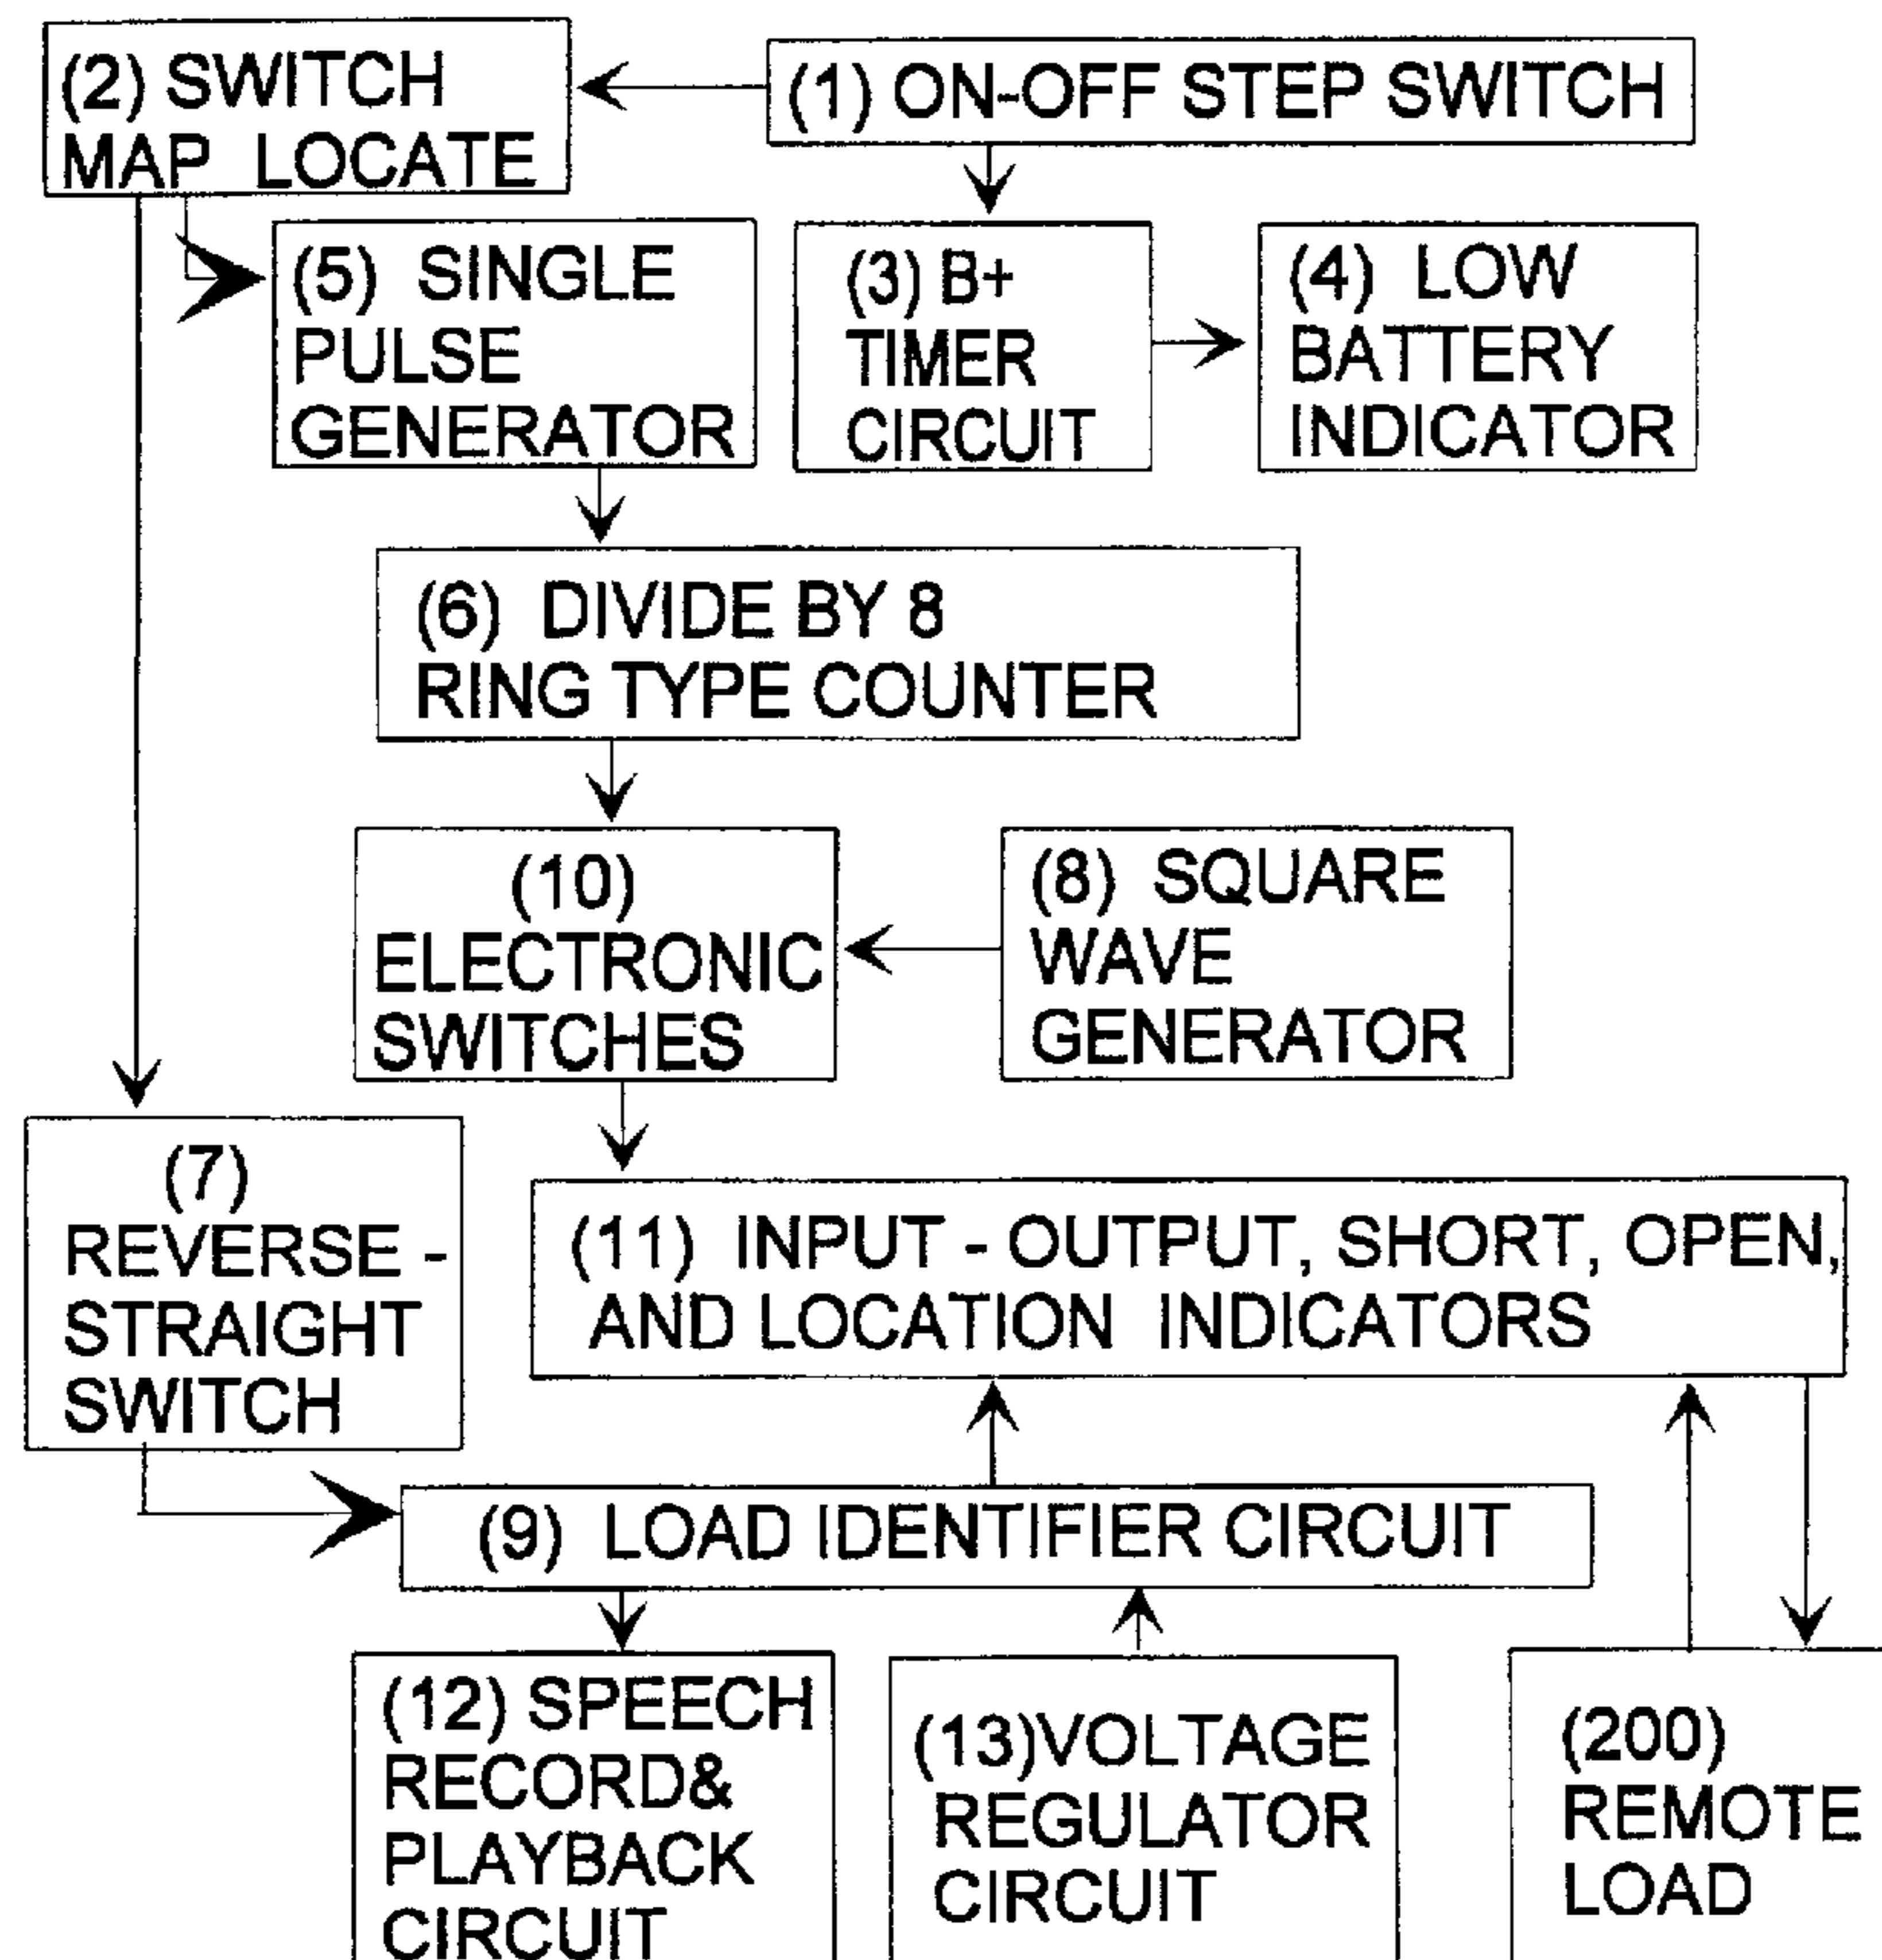 (2) SWITCH
MAP LOCATE
(1) ON-OFF STEP SWITCH
(5) SINGLE
PULSE
GENERATOR
(3) B+
TIMER
CIRCUIT
(4) LOW
BATTERY
INDICATOR
(6) DIVIDE BY 8
RING TYPE COUNTER
(10)
ELECTRONIC
SWITCHES
(8) SQUARE
WAVE
GENERATOR
(7)
REVERSE -
STRAIGHT
SWITCH
(11) INPUT - OUTPUT, SHORT, OPEN,
AND LOCATION INDICATORS
(9) LOAD IDENTIFIER CIRCUIT
(12) SPEECH
RECORD&
PLAYBACK
CIRCUIT
(13)VOLTAGE
REGULATOR
CIRCUIT
(200)
REMOTE
LOAD